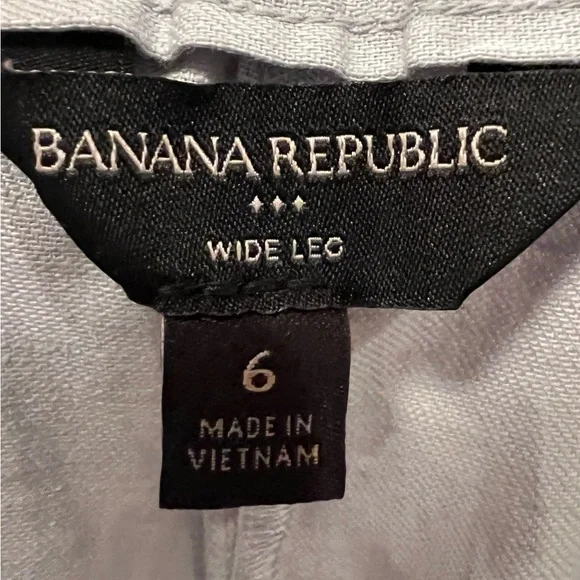 BANANA REPUBLIC
WIDE LEG
6
MADE IN
VIETNAM